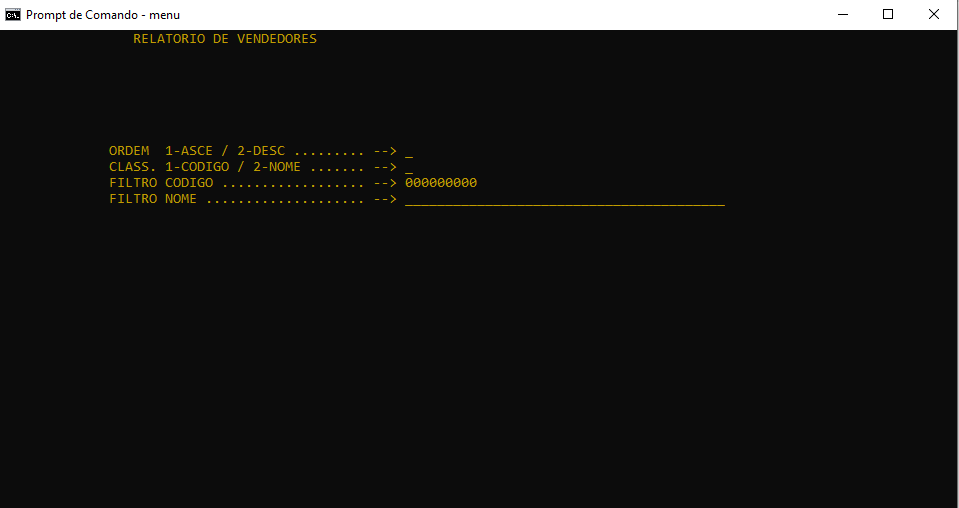 Prompt de Comando - menu
RELATORIO DE VENDEDORES
ORDEM  1-ASCE / 2-DESC ......... --> _
CLASS. 1-CODIGO / 2-NOME ....... --> _
FILTRO CODIGO .................. --> 000000000
FILTRO NOME .................... --> ________________________________________